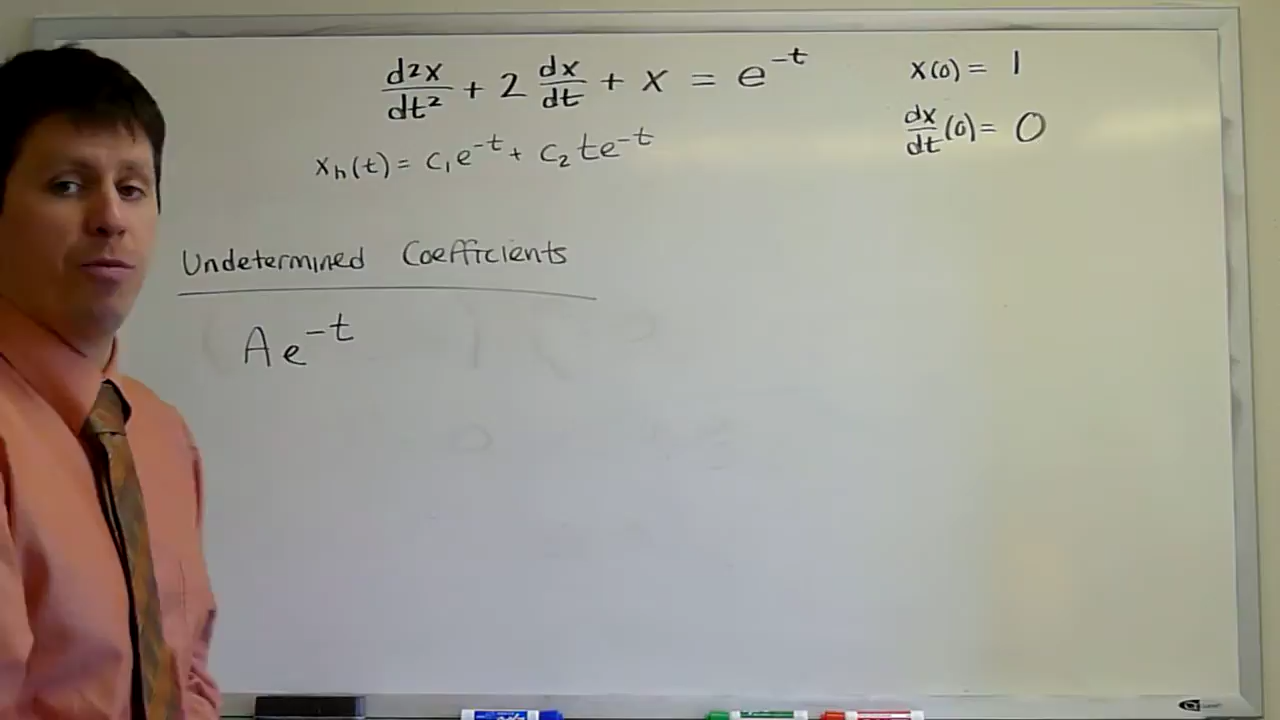 d²x/dt² + 2 dx/dt + x = e^{-t}
x(0) = 1
dx/dt (0) = 0
x_h(t) = c₁e^{-t} + c₂te^{-t}
Undetermined Coefficients
Ae^{-t}